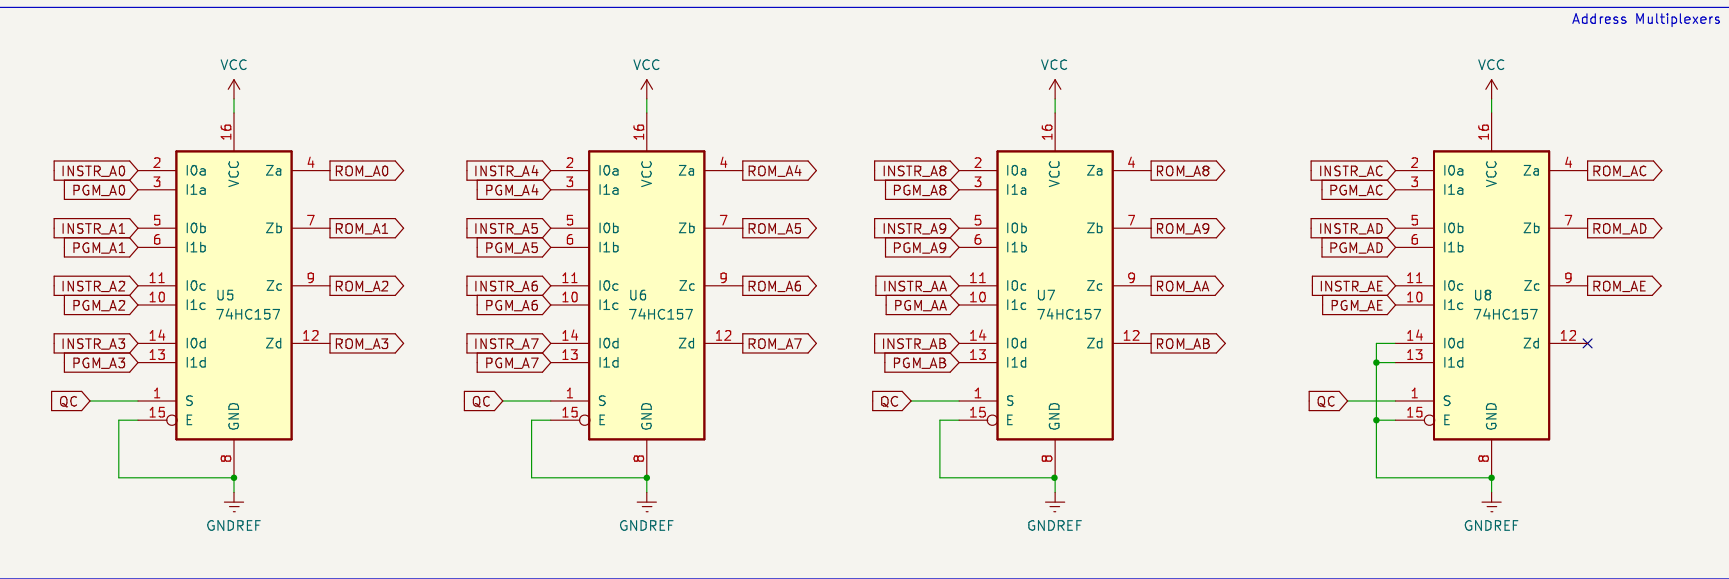 Address Multiplexers
VCC VCC VCC VCC
16 16 16 16
VCC VCC VCC VCC
INSTR_A0 2 I0a Za 4 ROM_A0 INSTR_A4 2 I0a Za 4 ROM_A4 INSTR_A8 2 I0a Za 4 ROM_A8 INSTR_AC 2 I0a Za 4 ROM_AC
PGM_A0 3 I1a PGM_A4 3 I1a PGM_A8 3 I1a PGM_AC 3 I1a
INSTR_A1 5 I0b Zb 7 ROM_A1 INSTR_A5 5 I0b Zb 7 ROM_A5 INSTR_A9 5 I0b Zb 7 ROM_A9 INSTR_AD 5 I0b Zb 7 ROM_AD
PGM_A1 6 I1b PGM_A5 6 I1b PGM_A9 6 I1b PGM_AD 6 I1b
INSTR_A2 11 I0c Zc 9 ROM_A2 INSTR_A6 11 I0c Zc 9 ROM_A6 INSTR_AA 11 I0c Zc 9 ROM_AA INSTR_AE 11 I0c Zc 9 ROM_AE
U5 U6 U7 U8
PGM_A2 10 I1c PGM_A6 10 I1c PGM_AA 10 I1c PGM_AE 10 I1c
74HC157 74HC157 74HC157 74HC157
INSTR_A3 14 I0d Zd 12 ROM_A3 INSTR_A7 14 I0d Zd 12 ROM_A7 INSTR_AB 14 I0d Zd 12 ROM_AB 14 I0d Zd 12
PGM_A3 13 I1d PGM_A7 13 I1d PGM_AB 13 I1d 13 I1d
QC 1 S QC 1 S QC 1 S QC 1 S
15 E 15 E 15 E 15 E
GND GND GND GND
8 8 8 8
GNDREF GNDREF GNDREF GNDREF